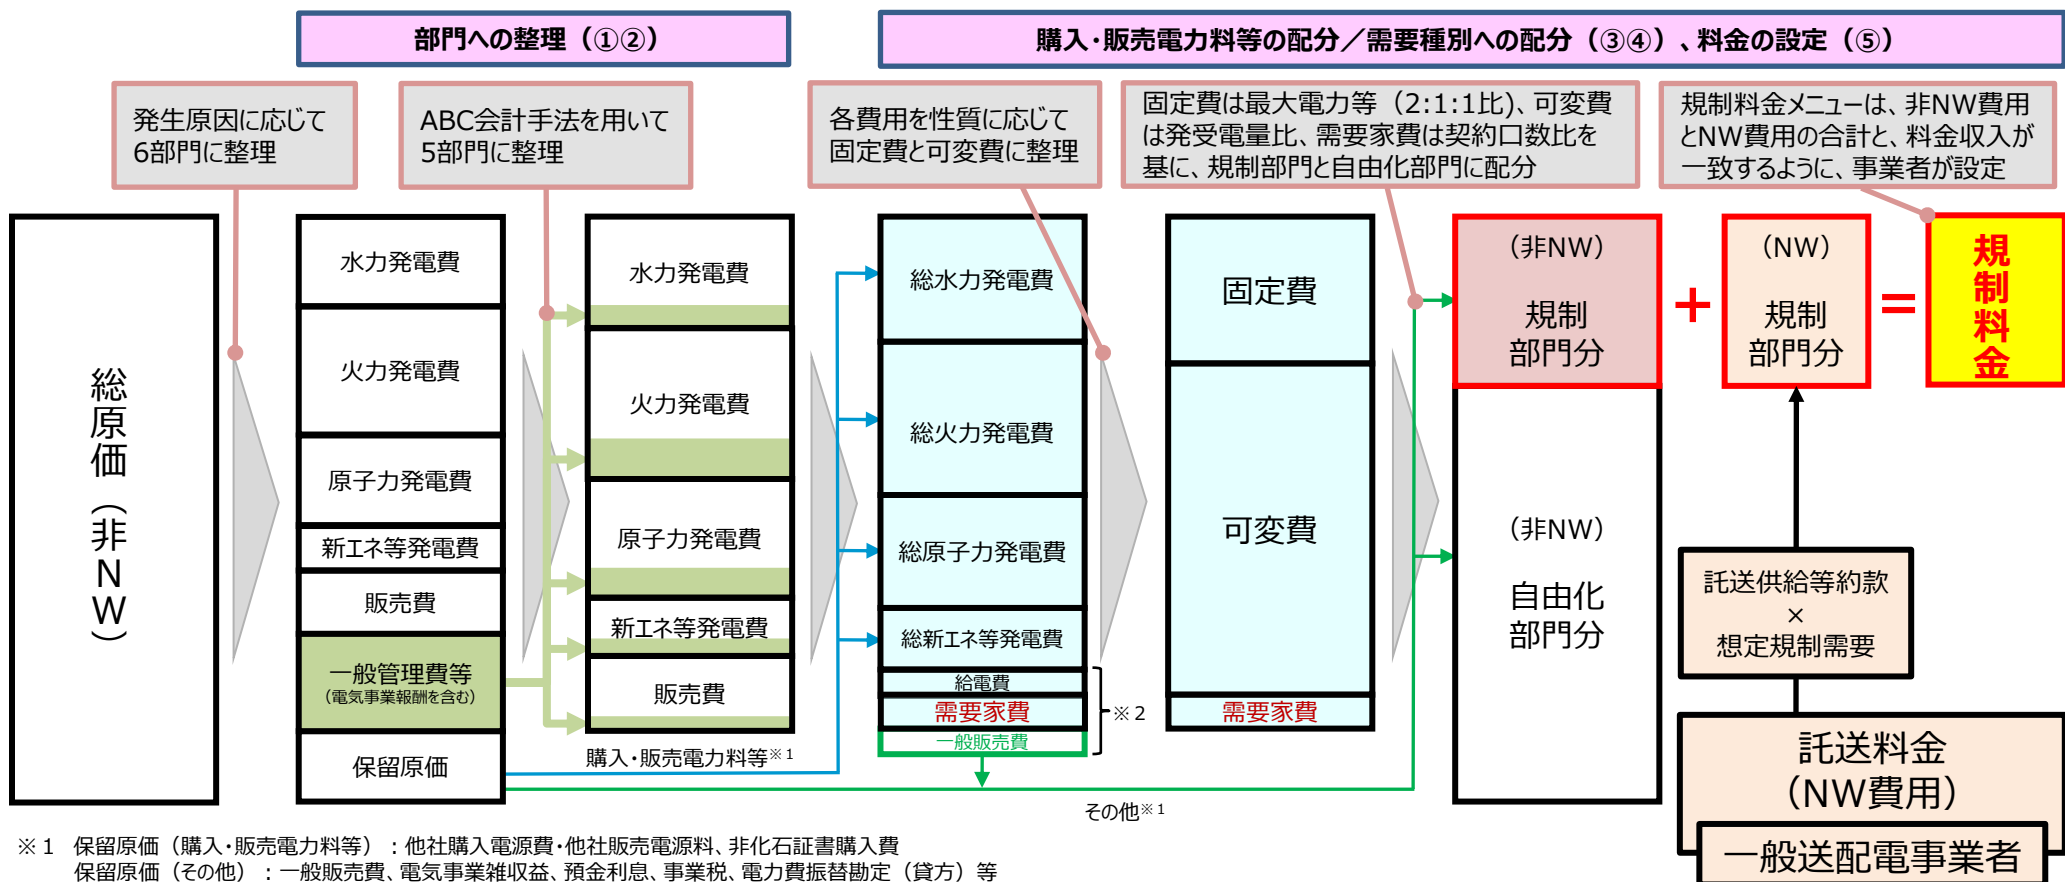 部門への整理（①②）
購入･販売電力料等の配分／需要種別への配分（③④）、料金の設定（⑤）
発生原因に応じて
6部門に整理
ABC会計手法を用いて
5部門に整理
各費用を性質に応じて
固定費と可変費に整理
固定費は最大電力等（2:1:1比)、可変費
は発受電量比、需要家費は契約口数比を
基に、規制部門と自由化部門に配分
規制料金メニューは、非NW費用
とNW費用の合計と、料金収入が
一致するように、事業者が設定
総原価（非NW）
水力発電費
火力発電費
原子力発電費
新エネ等発電費
販売費
一般管理費等
（電気事業報酬を含む）
保留原価
水力発電費
火力発電費
原子力発電費
新エネ等発電費
販売費
購入･販売電力料等※1
総水力発電費
総火力発電費
総原子力発電費
総新エネ等発電費
給電費
需要家費
一般販売費
※2
その他※1
固定費
可変費
需要家費
（非NW）
規制
部門分
（非NW）
自由化
部門分
＋
（NW）
規制
部門分
＝
規制料金
託送供給等約款
×
想定規制需要
託送料金
（NW費用）
一般送配電事業者
※1 保留原価（購入･販売電力料等）：他社購入電源費･他社販売電源料、非化石証書購入費
保留原価（その他）：一般販売費、電気事業雑収益、預金利息、事業税、電力費振替勘定（貸方）等